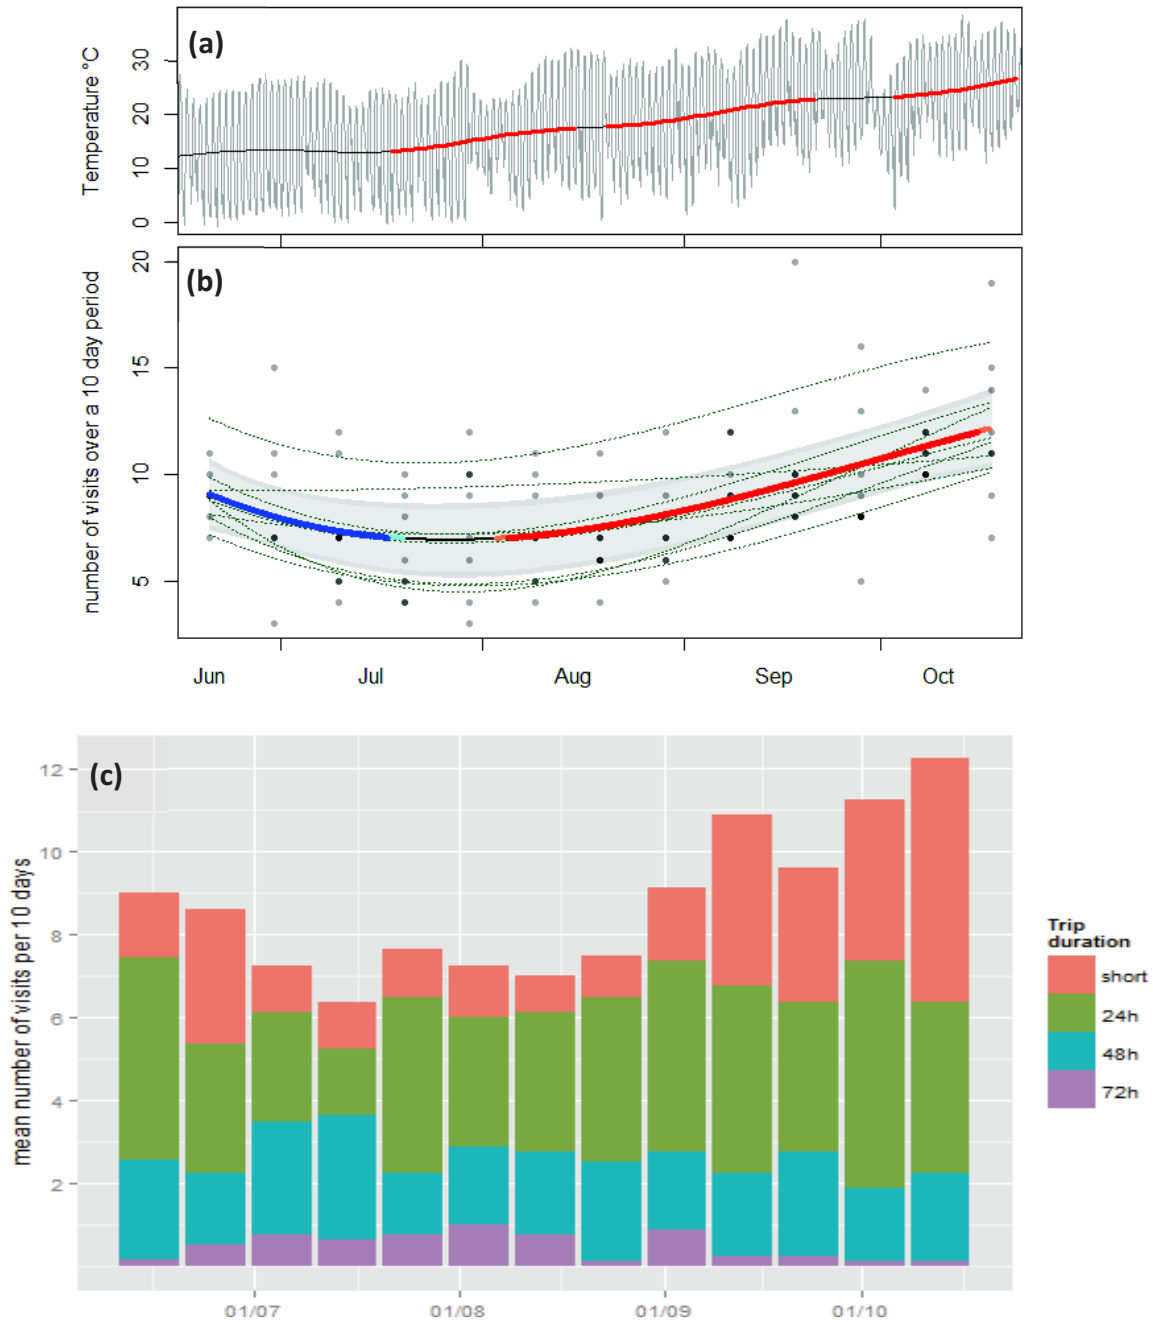 (a)
Temperature °C
30
20
10
0
(b)
number of visits over a 10 day period
20
15
10
5
Jun Jul Aug Sep Oct
(c)
mean number of visits per 10 days
12
10
8
6
4
2
01/07 01/08 01/09 01/10
Trip
duration
short
24h
48h
72h